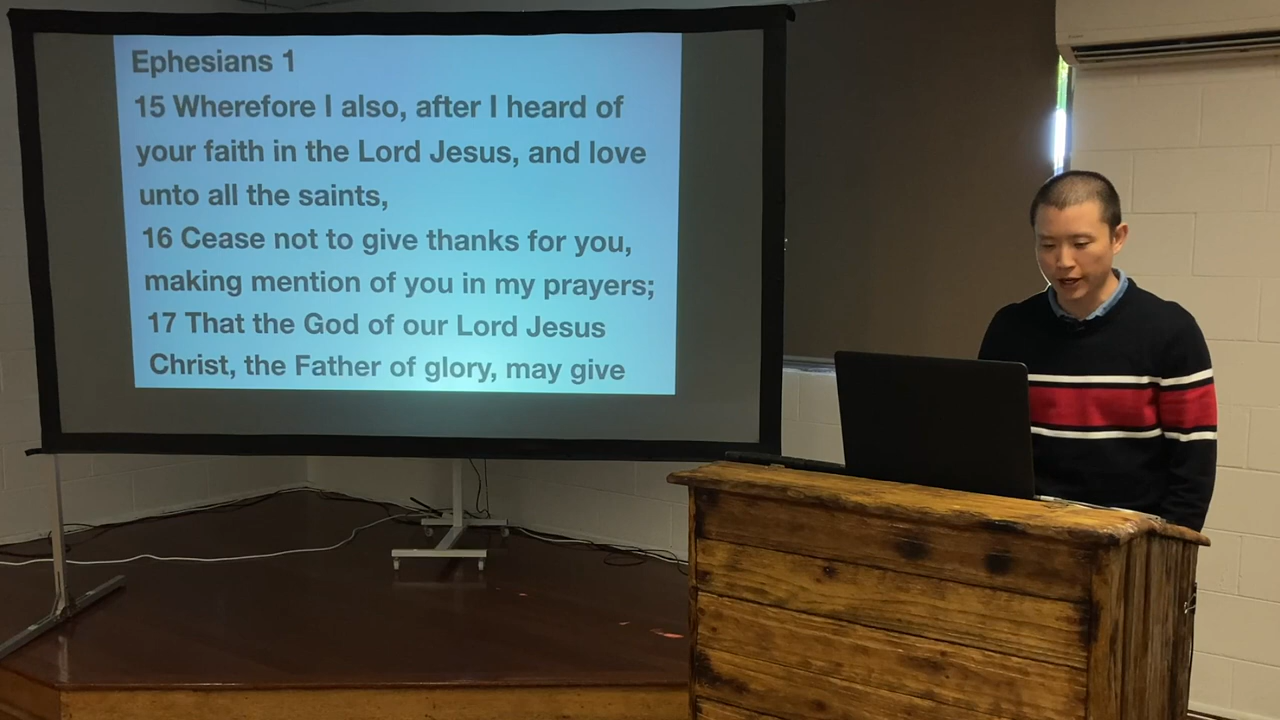 Ephesians 1
15 Wherefore I also, after I heard of
your faith in the Lord Jesus, and love
unto all the saints,
16 Cease not to give thanks for you,
making mention of you in my prayers;
17 That the God of our Lord Jesus
Christ, the Father of glory, may give